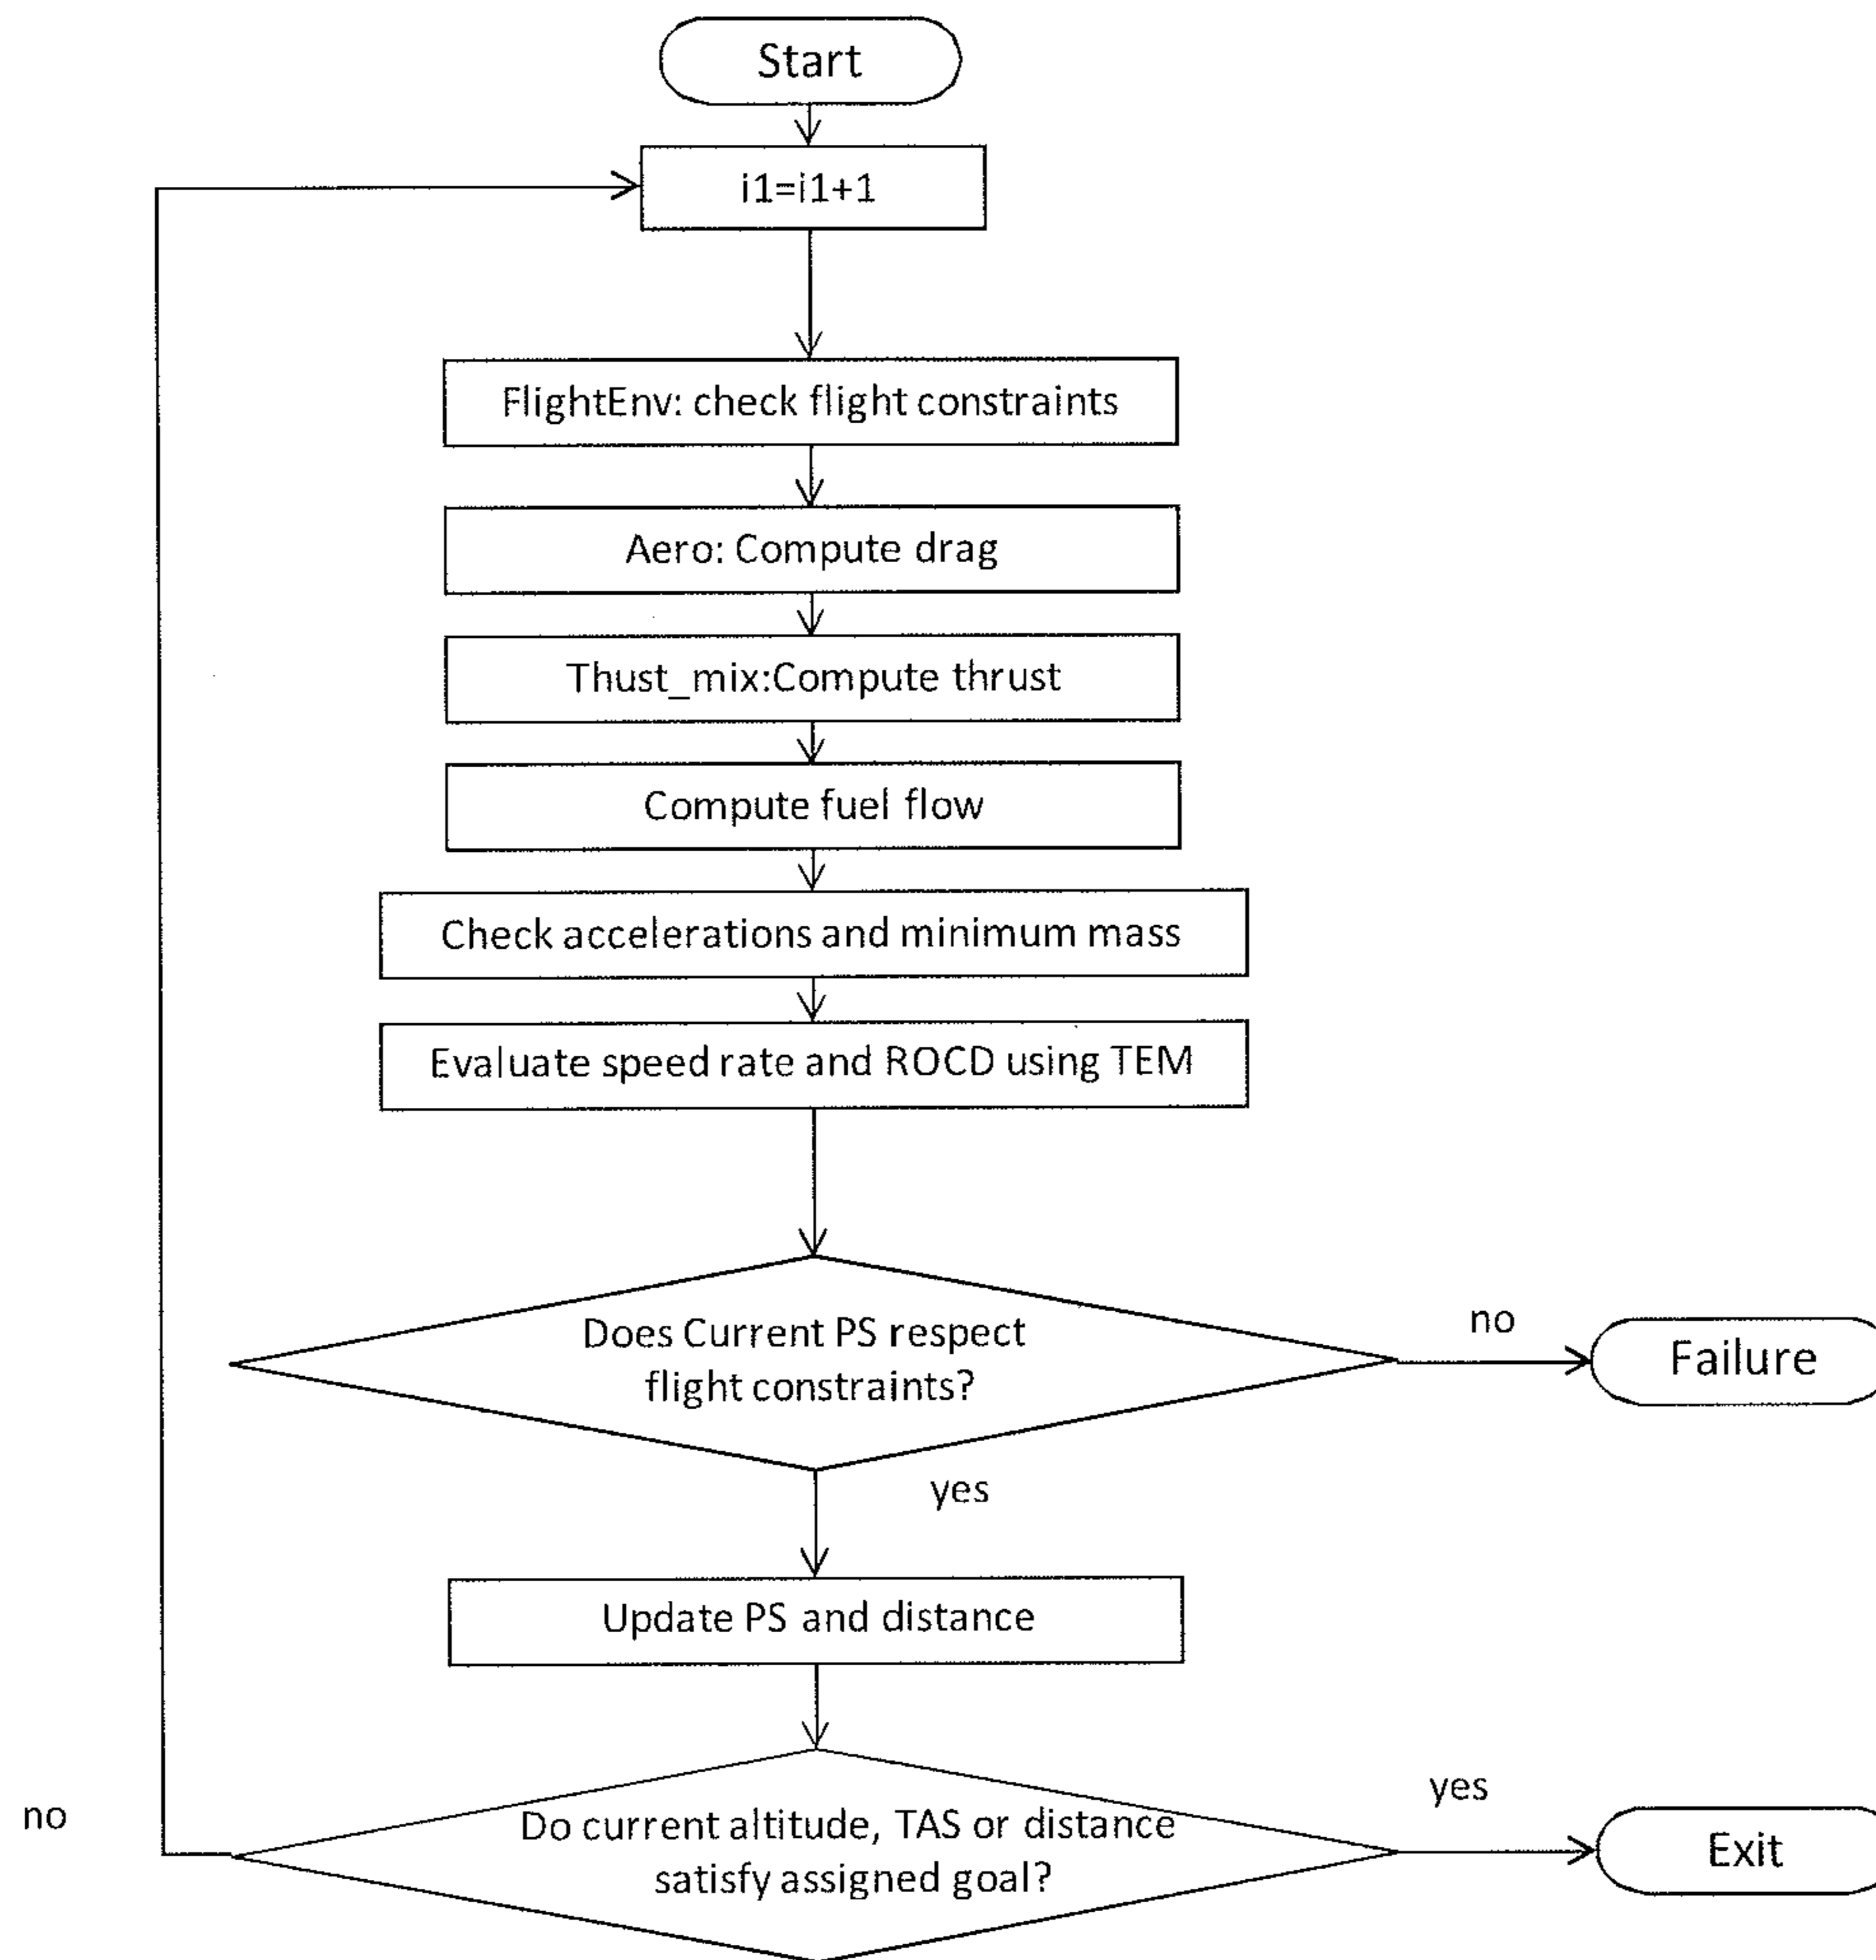 Start
i1=i1+1
FlightEnv: check flight constraints
Aero: Compute drag
Thust_mix:Compute thrust
Compute fuel flow
Check accelerations and minimum mass
Evaluate speed rate and ROCD using TEM
Does Current PS respect
flight constraints?
no
Failure
yes
Update PS and distance
Do current altitude, TAS or distance
satisfy assigned goal?
yes
Exit
no